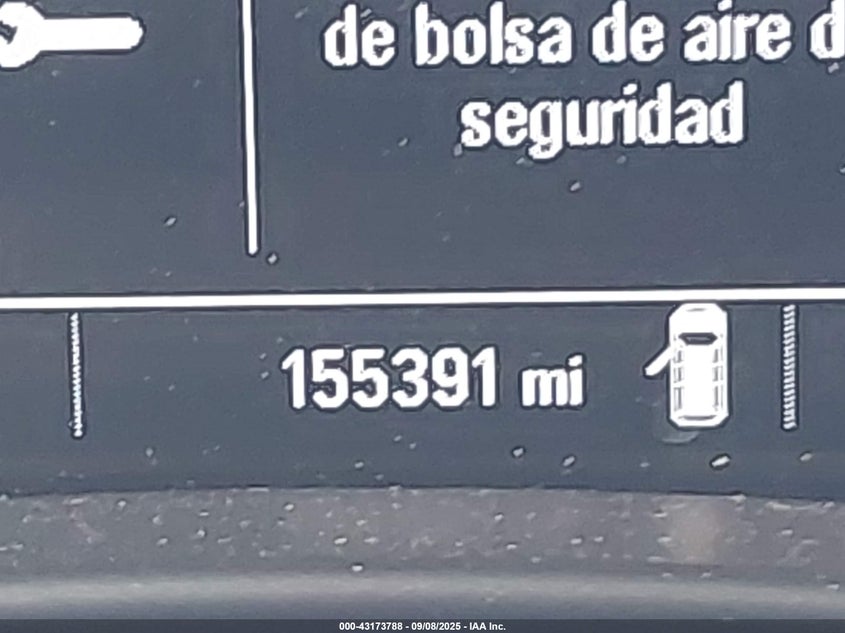 de bolsa de aire d
seguridad
155391 mi
000-43173788 - 09/08/2025 - IAA Inc.